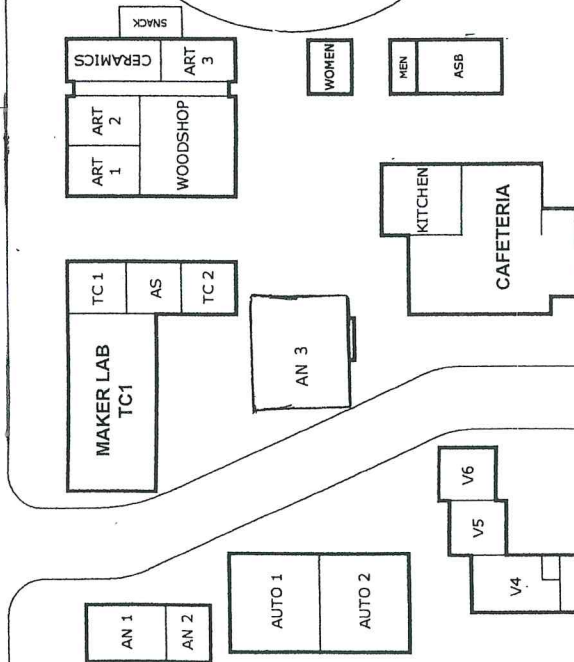 SNACK
CERAMICS
ART
3
WOMEN
MEN
ASB
ART
2
ART
1
WOODSHOP
KITCHEN
CAFETERIA
TC 1
AS
TC 2
MAKER LAB
TC1
AN 3
V6
V5
V4
AUTO 1
AUTO 2
AN 1
AN 2